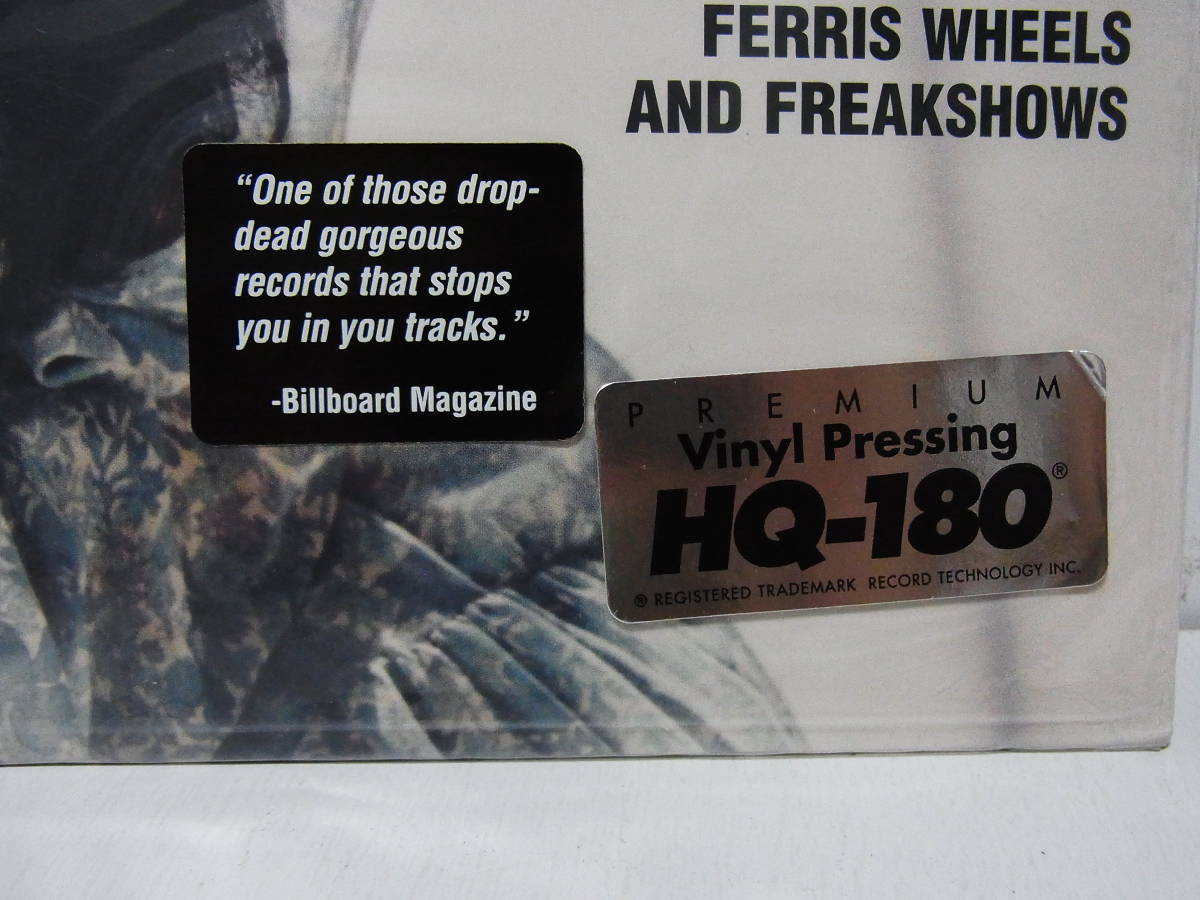 FERRIS WHEELS
AND FREAKSHOWS
“One of those drop-
dead gorgeous
records that stops
you in you tracks.”
-Billboard Magazine
PREMIUM
Vinyl Pressing
HQ-180®
® REGISTERED TRADEMARK RECORD TECHNOLOGY INC.